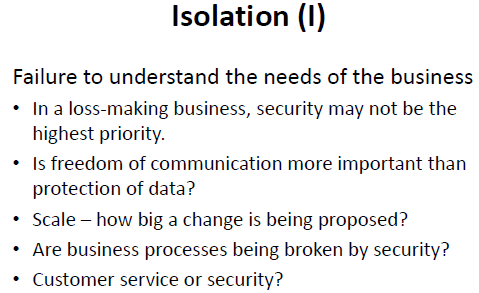 Isolation (I)
Failure to understand the needs of the business
• In a loss-making business, security may not be the
highest priority.
• Is freedom of communication more important than
protection of data?
• Scale – how big a change is being proposed?
• Are business processes being broken by security?
• Customer service or security?